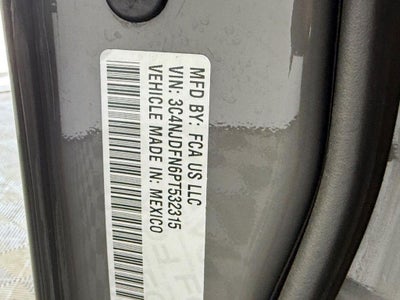 MFD BY: FCA US LLC
VIN: 3C4NJDFN6PT532315
VEHICLE MADE IN: MEXICO